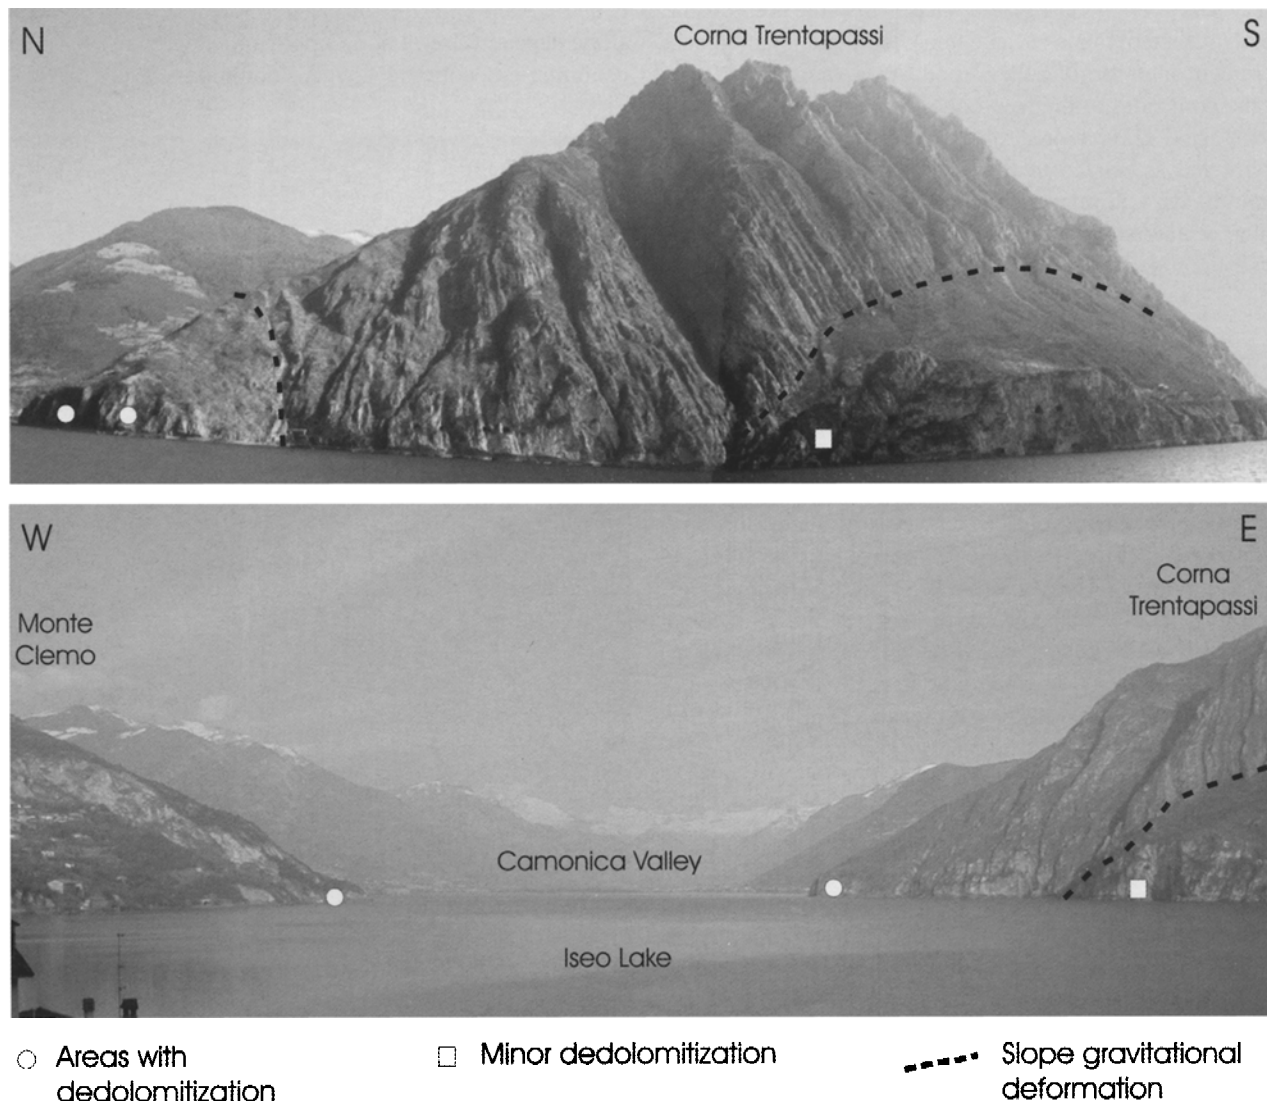 N
Corna Trentapassi
S
W
E
Corna
Trentapassi
Monte
Clemo
Camonica Valley
Iseo Lake
Areas with
dedolomitization
Minor dedolomitization
Slope gravitational
deformation